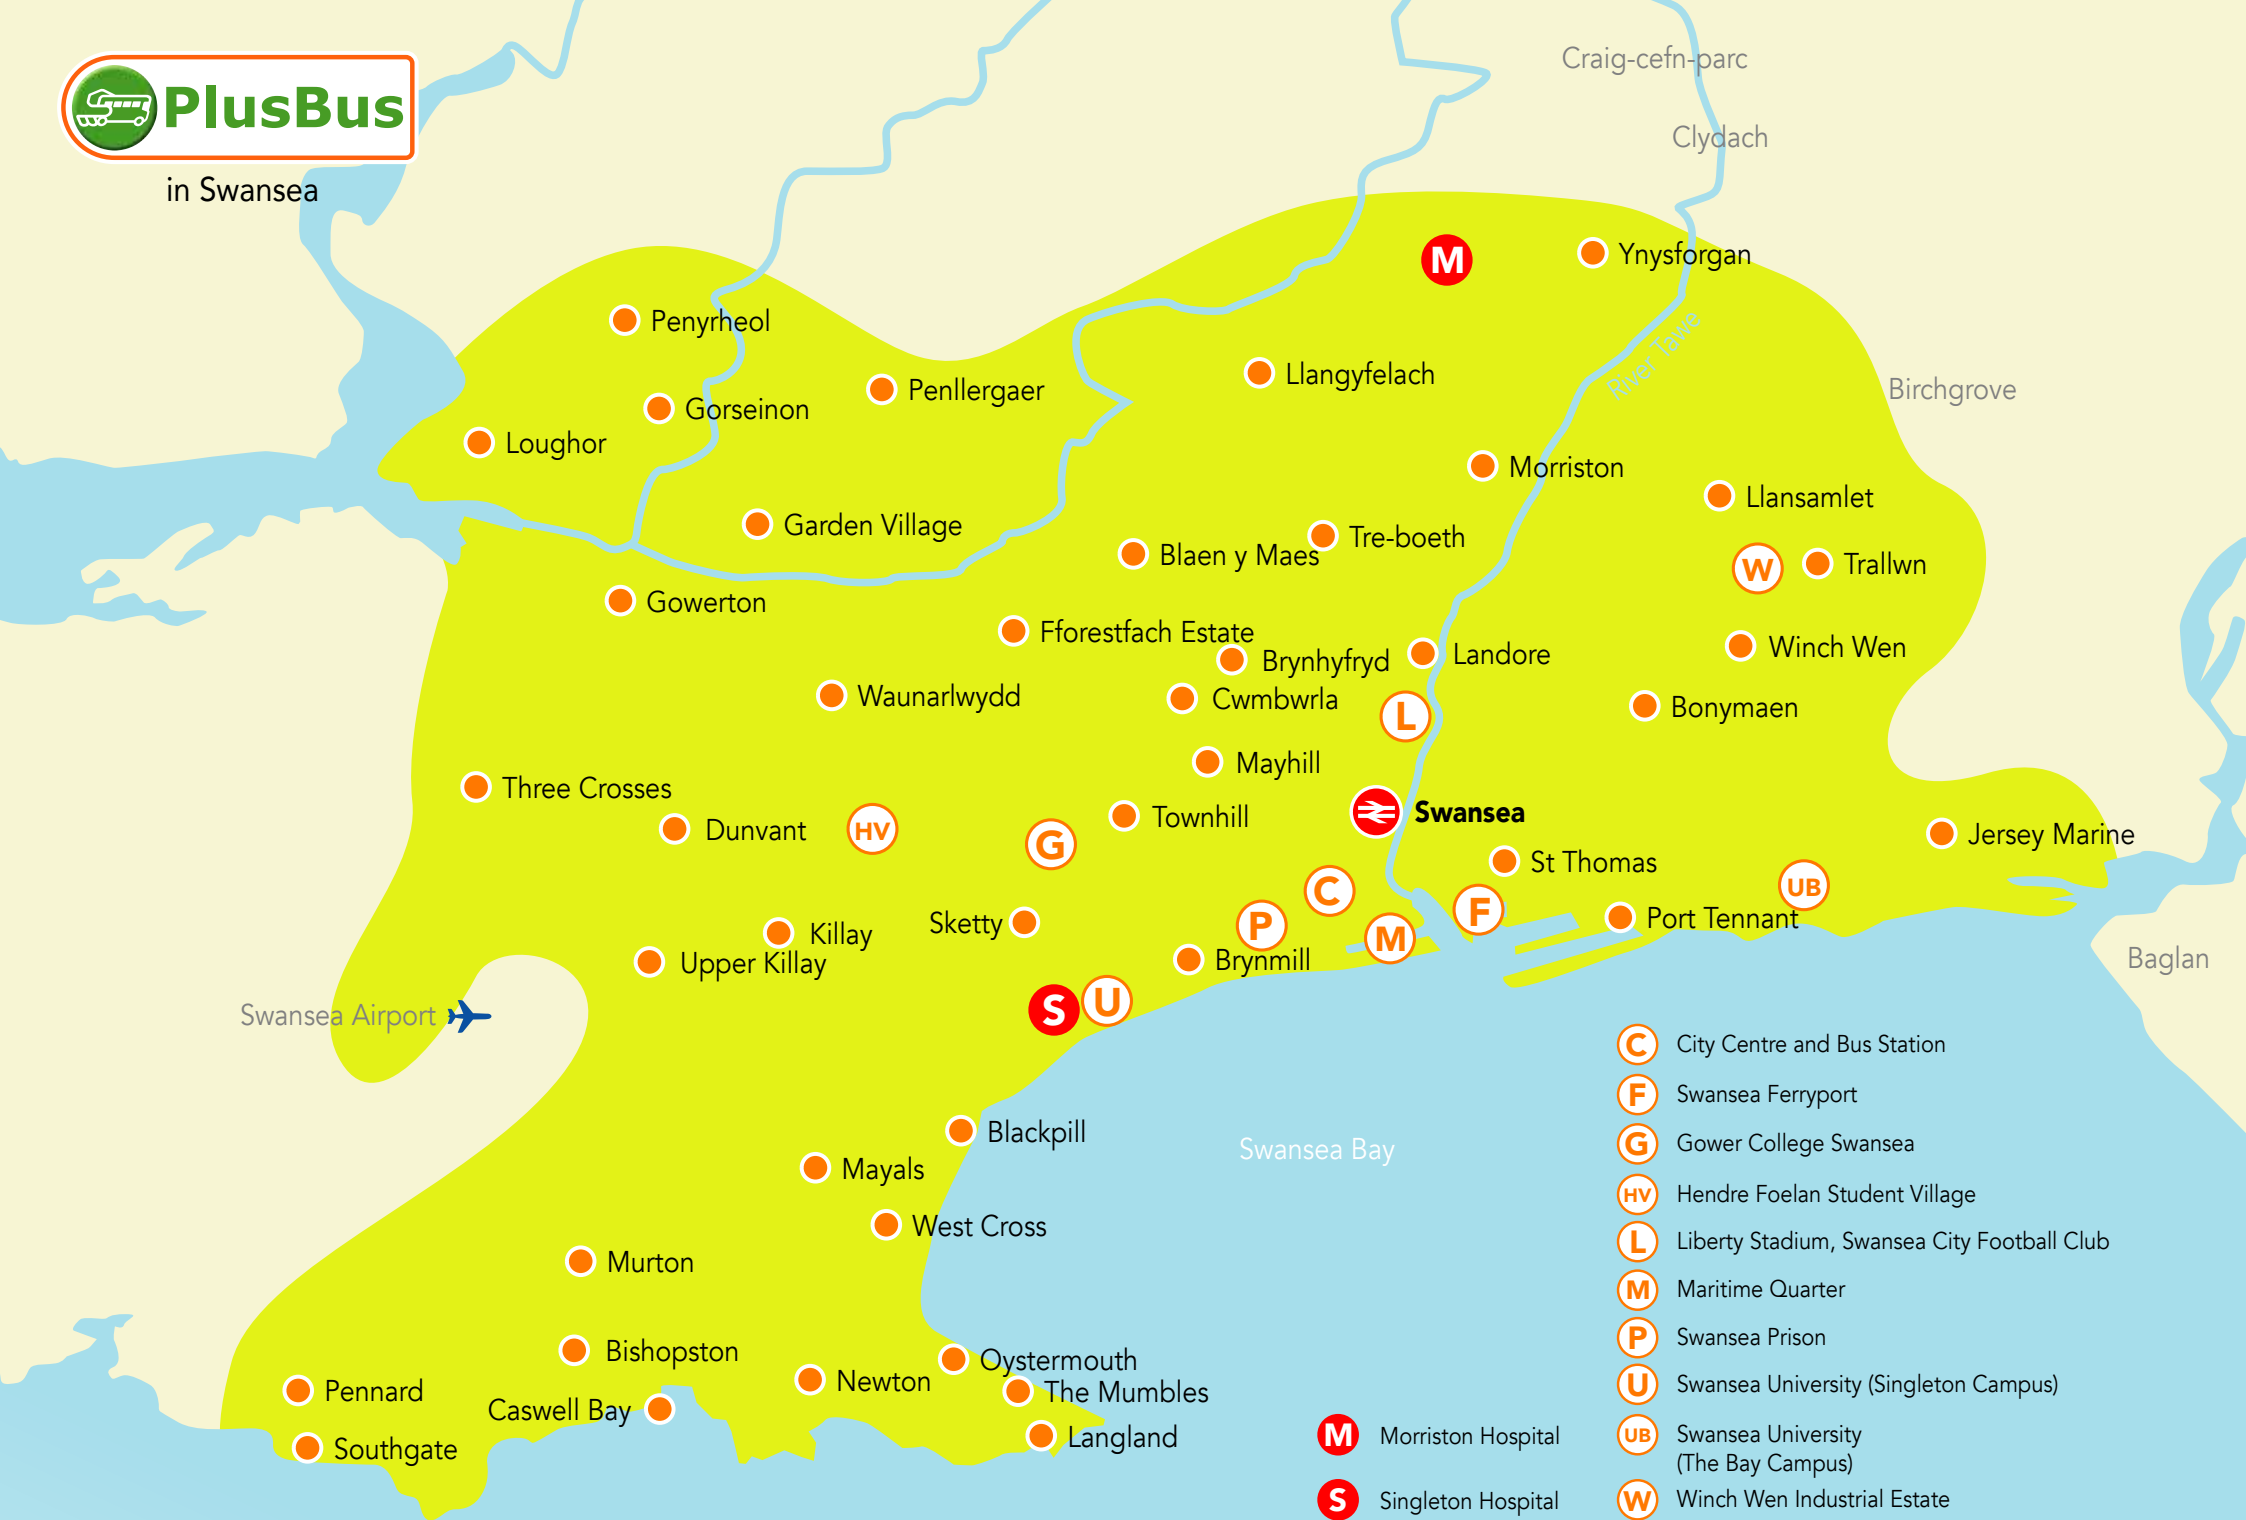 PlusBus
in Swansea
Craig-cefn-parc
Clydach
M
Ynysforgan
Penyrheol
River Tawe
Llangyfelach
Penllergaer
Birchgrove
Gorseinon
Loughor
Morriston
Llansamlet
Garden Village
Tre-boeth
Blaen y Maes
W
Trallwn
Gowerton
Fforestfach Estate
Brynhyfryd
Landore
Winch Wen
Waunarlwydd
Cwmbwrla
L
Bonymaen
Mayhill
Three Crosses
Swansea
Townhill
Dunvant
HV
G
Jersey Marine
St Thomas
UB
C
F
Port Tennant
Sketty
P
M
Killay
Upper Killay
Brynmill
Baglan
S
U
Swansea Airport
Blackpill
Swansea Bay
Mayals
West Cross
Murton
Bishopston
Oystermouth
Newton
The Mumbles
Pennard
Caswell Bay
Langland
Southgate
C City Centre and Bus Station
F Swansea Ferryport
G Gower College Swansea
HV Hendre Foelan Student Village
L Liberty Stadium, Swansea City Football Club
M Maritime Quarter
P Swansea Prison
U Swansea University (Singleton Campus)
UB Swansea University
(The Bay Campus)
W Winch Wen Industrial Estate
M Morriston Hospital
S Singleton Hospital